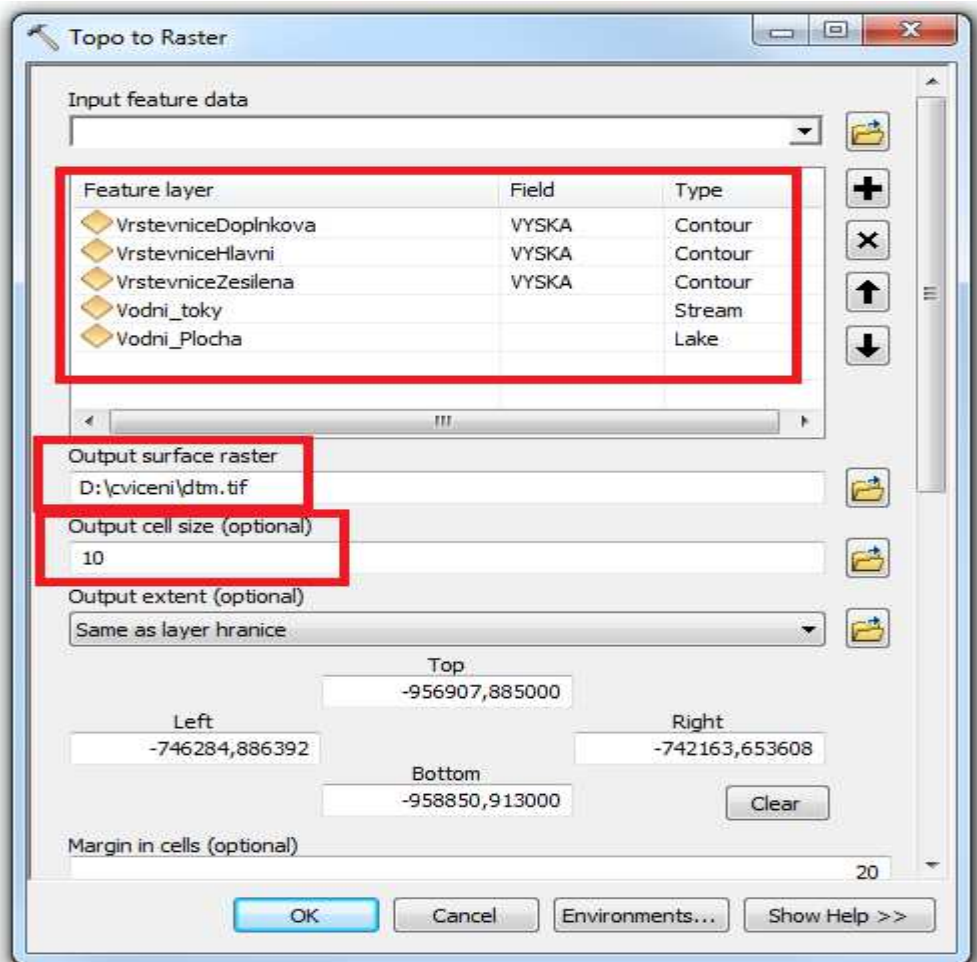 Topo to Raster
Input feature data
Feature layer Field Type
VrstevniceDoplnkova VYSKA Contour
VrstevniceHlavni VYSKA Contour
VrstevniceZesilena VYSKA Contour
Vodni_toky Stream
Vodni_Plocha Lake
Output surface raster
D:\cviceni\dtm.tif
Output cell size (optional)
10
Output extent (optional)
Same as layer hranice
Top
-956907,885000
Left Right
-746284,886392 -742163,653608
Bottom
-958850,913000 Clear
Margin in cells (optional)
20
OK Cancel Environments... Show Help >>